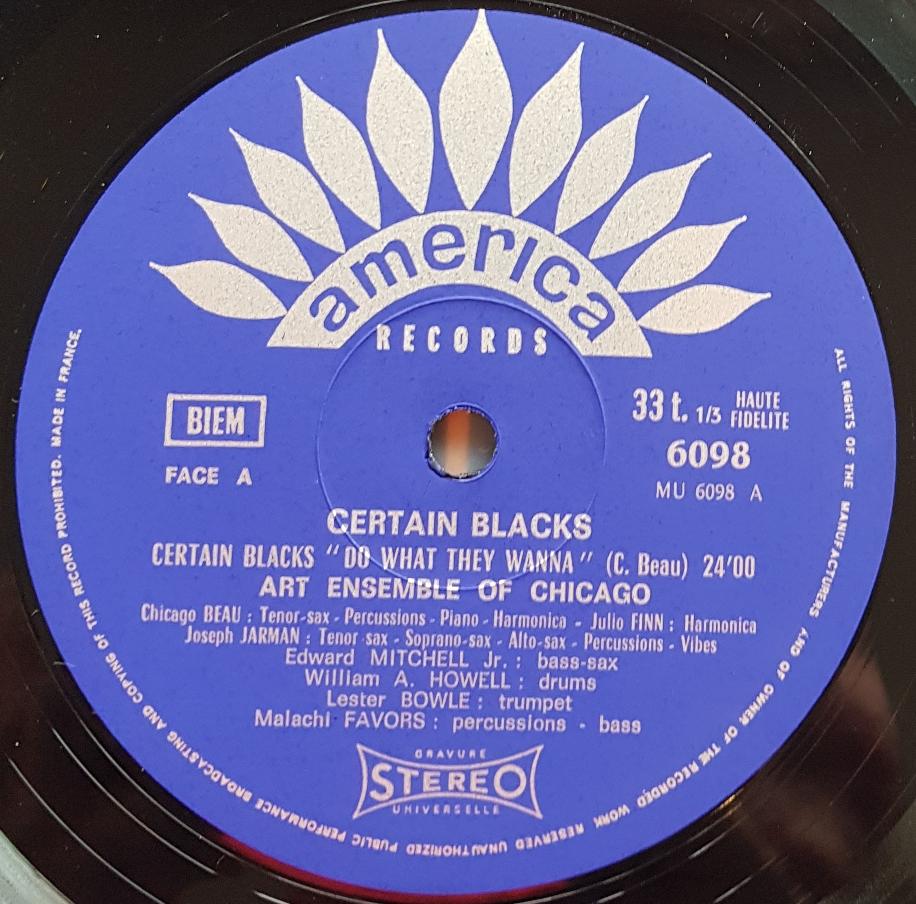 america
RECORDS
BIEM
FACE A
33 t. 1/3 HAUTE FIDELITE
6098
MU 6098 A
CERTAIN BLACKS
CERTAIN BLACKS “DO WHAT THEY WANNA” (C. Beau) 24'00
ART ENSEMBLE OF CHICAGO
Chicago BEAU : Tenor-sax - Percussions - Piano - Harmonica - Julio FINN : Harmonica
Joseph JARMAN : Tenor sax - Soprano-sax - Alto-sax - Percussions - Vibes
Edward MITCHELL Jr. : bass-sax
William A. HOWELL : drums
Lester BOWLE : trumpet
Malachi FAVORS : percussions - bass
GRAVURE
STEREO
UNIVERSELLE
ALL RIGHTS OF THE MANUFACTURERS AND OF OWNER OF THE RECORDED WORK RESERVED UNAUTHORIZED PUBLIC PERFORMANCE BROADCASTING AND COPYING OF THIS RECORD PROHIBITED. MADE IN FRANCE.